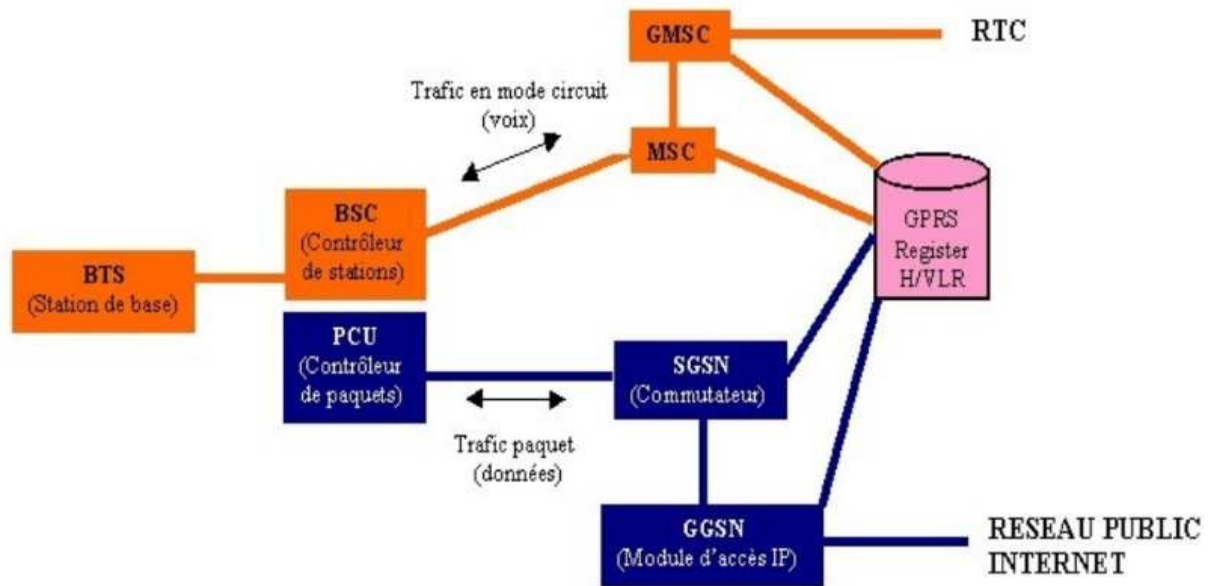 GMSC
RTC
Trafic en mode circuit
(voix)
MSC
BSC
(Contrôleur
de stations)
GPRS
Register
H/VLR
BTS
(Station de base)
PCU
(Contrôleur
de paquets)
SGSN
(Commutateur)
Trafic paquet
(données)
GGSN
(Module d'accès IP)
RESEAU PUBLIC
INTERNET